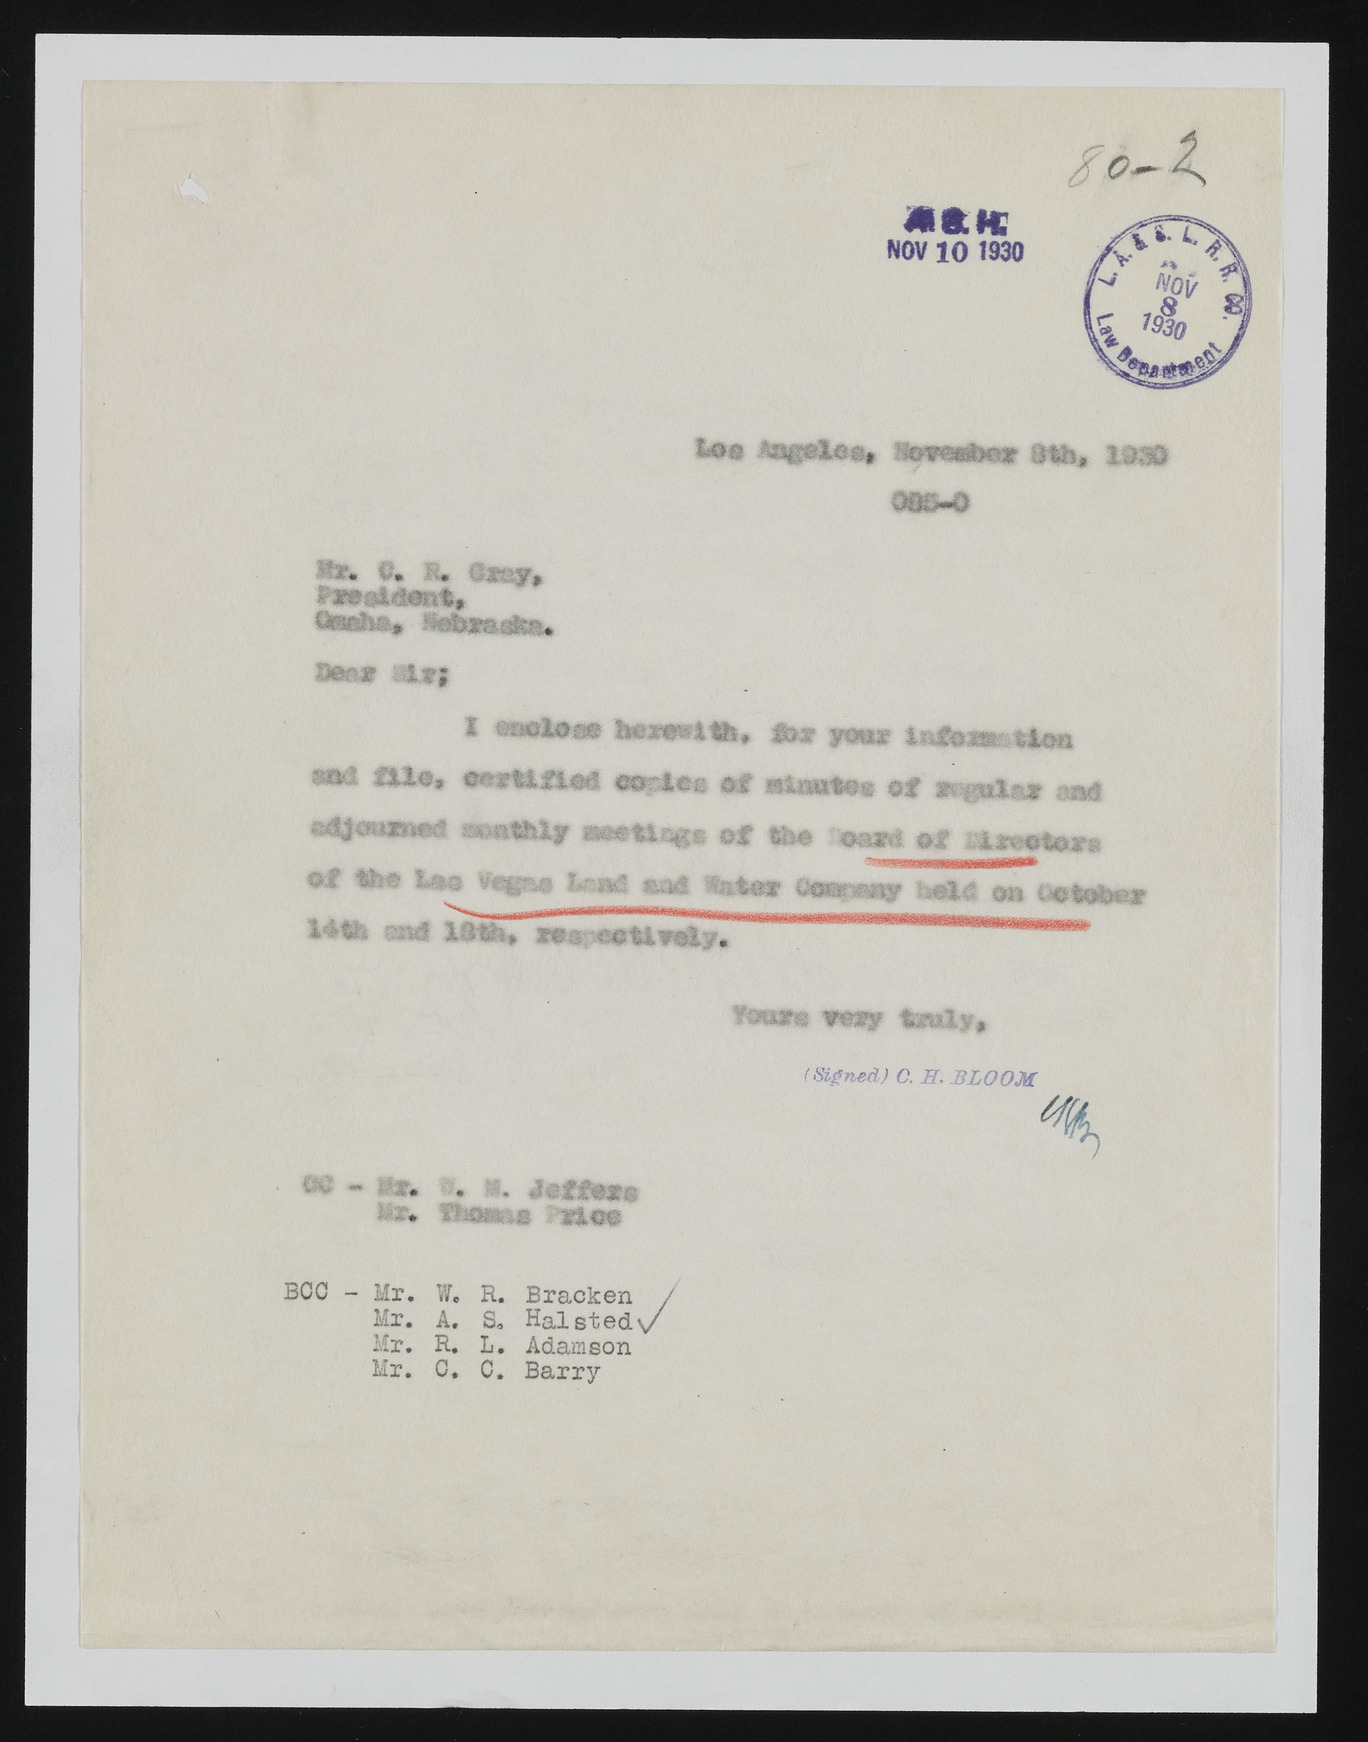 80-2
A. S. H.
NOV 10 1930
L. A. & S. L. R. R. Co.
NOV
8
1930
Law Department
Los Angeles, November 8th, 1930
085-0
Mr. C. R. Gray,
President,
Omaha, Nebraska.
Dear Sir;
I enclose herewith, for your information
and file, certified copies of minutes of regular and
adjourned monthly meetings of the Board of Directors
of the Las Vegas Land and Water Company held on October
14th and 18th, respectively.
Yours very truly,
(Signed) C. H. BLOOM
CC - Mr. W. M. Jeffers
Mr. Thomas Price
BCC - Mr. W. R. Bracken
Mr. A. S. Halsted
Mr. R. L. Adamson
Mr. C. C. Barry